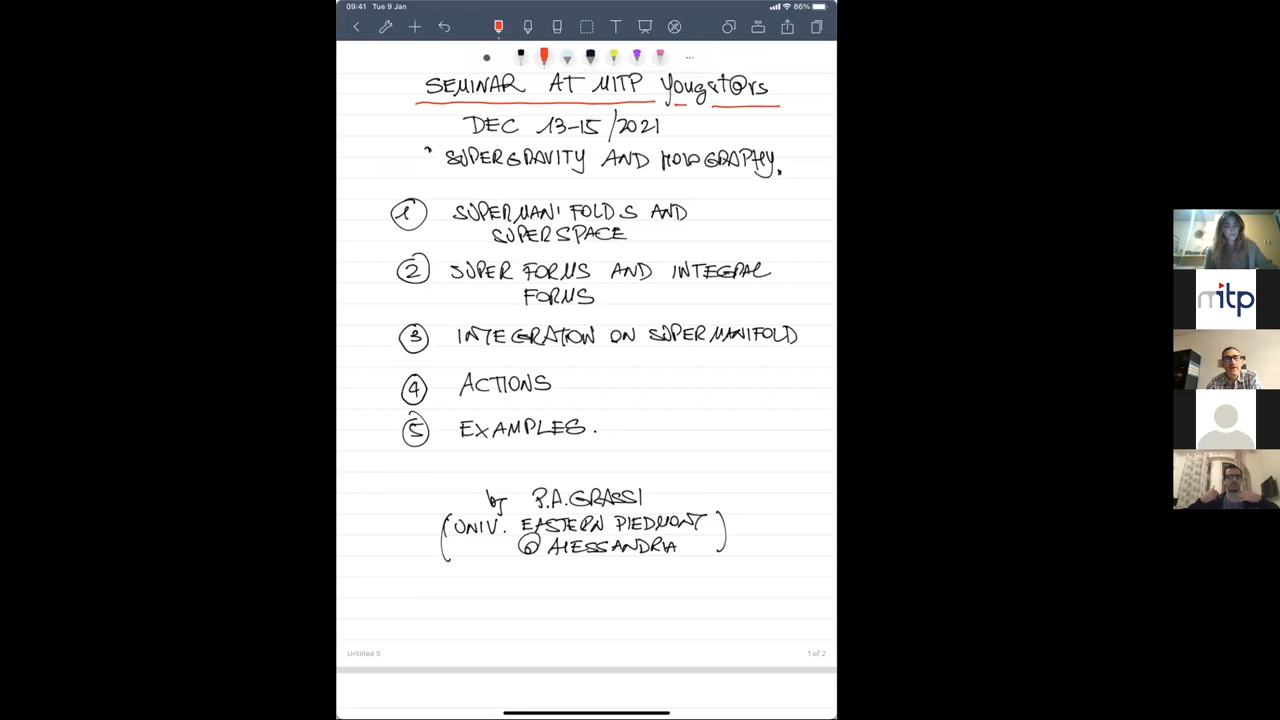 09:41 Tue 9 Jan
86%
SEMINAR AT MITP Yougst@rs
DEC 13-15/2021
" SUPERGRAVITY AND HOLOGRAPHY "
1 SUPERMANIFOLDS AND
SUPERSPACE
2 SUPER FORMS AND INTEGRAL
FORMS
3 INTEGRATION ON SUPERMANIFOLD
4 ACTIONS
5 EXAMPLES.
by P.A. GRASSI
(UNIV. EASTERN PIEDMONT
@ ALESSANDRIA)
Untitled 5
1 of 2
mitp